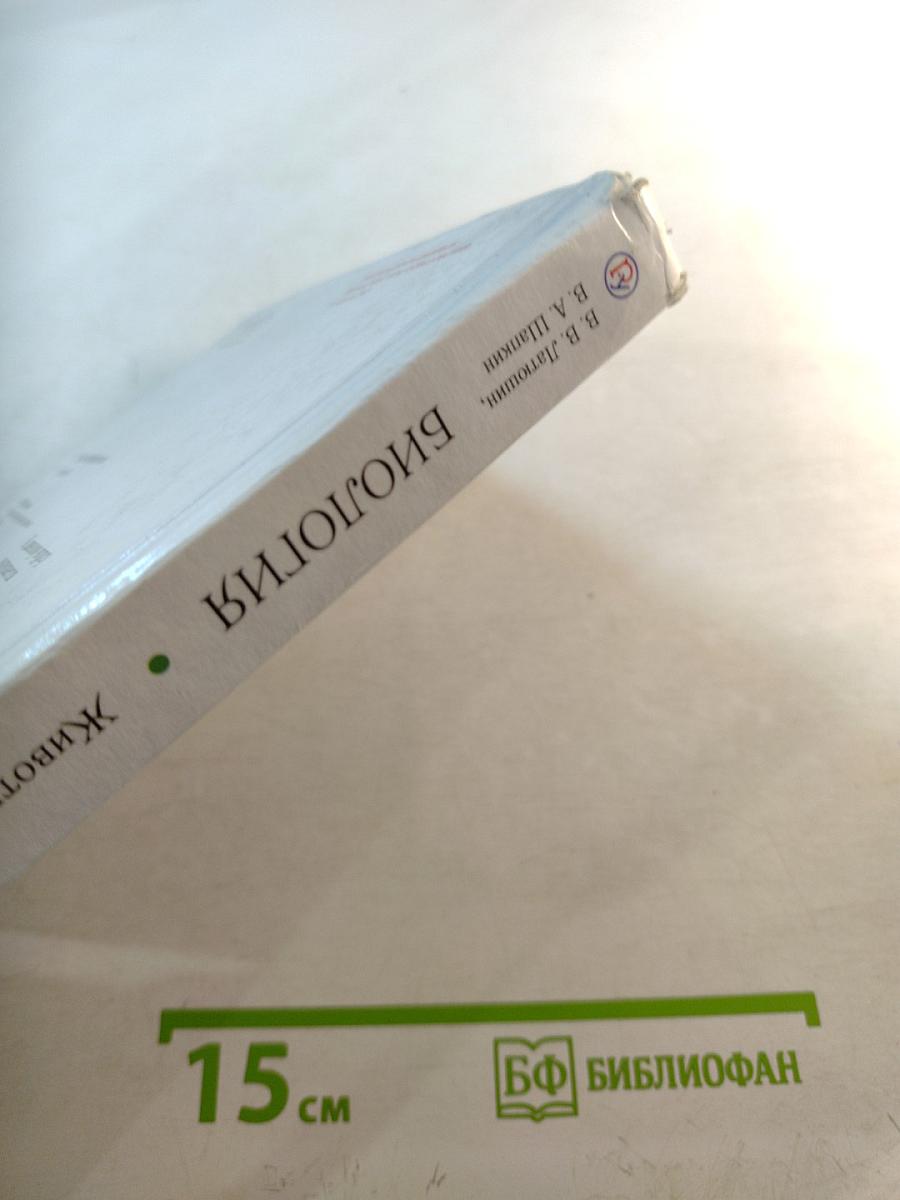 В. В. Латюшин,
В. А. Шапкин
БИОЛОГИЯ
Живот
15 см
БФ БИБЛИОФАН